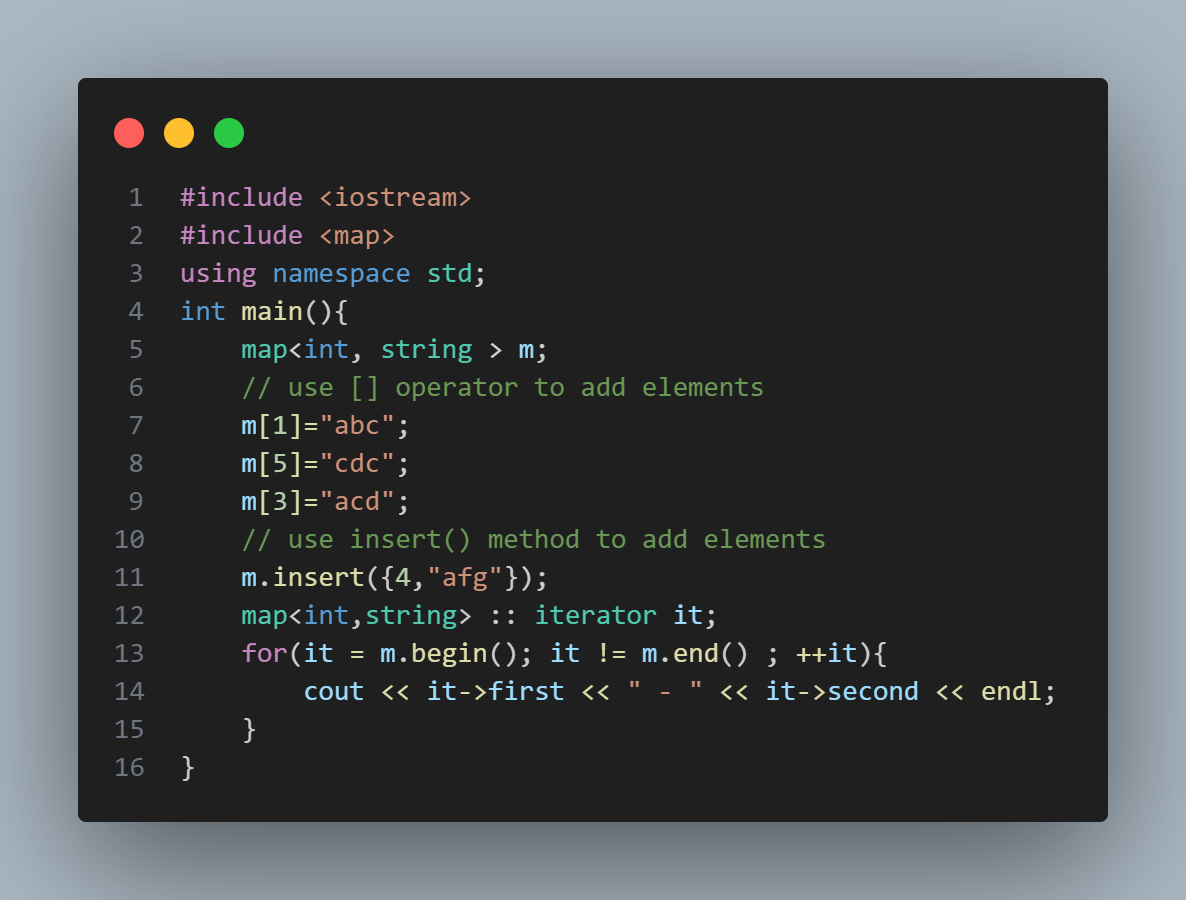 1 #include <iostream>
2 #include <map>
3 using namespace std;
4 int main(){
5     map<int, string > m;
6     // use [] operator to add elements
7     m[1]="abc";
8     m[5]="cdc";
9     m[3]="acd";
10     // use insert() method to add elements
11     m.insert({4,"afg"});
12     map<int,string> :: iterator it;
13     for(it = m.begin(); it != m.end() ; ++it){
14         cout << it->first << " - " << it->second << endl;
15     }
16 }